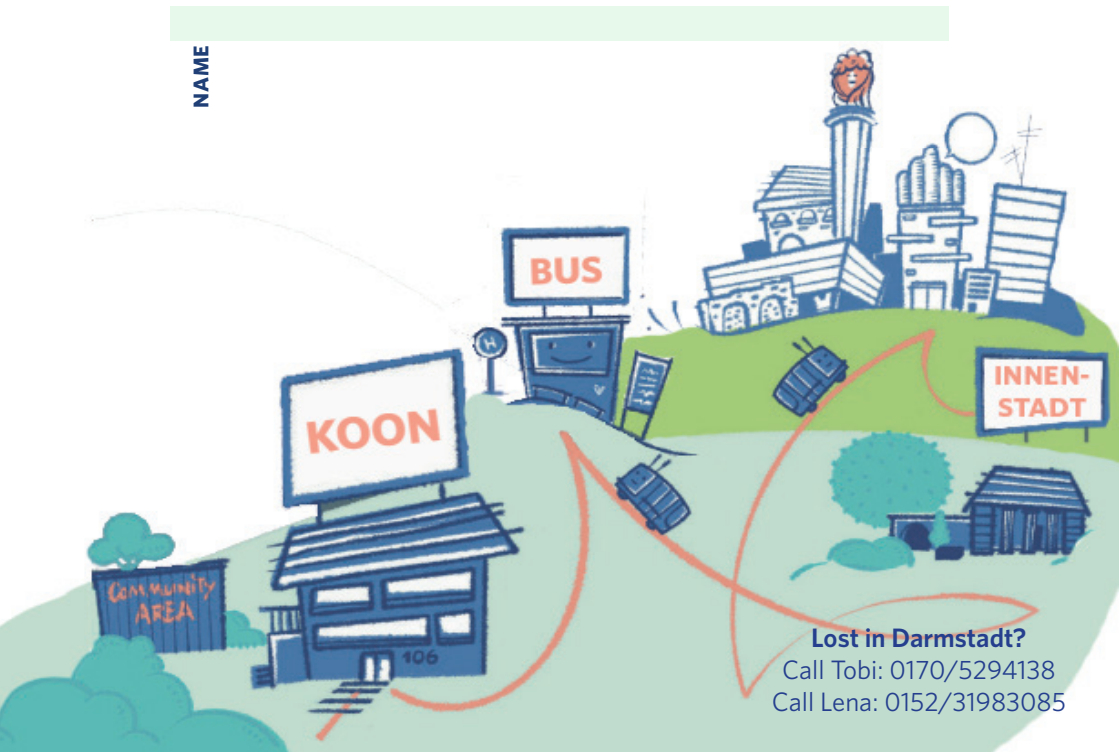 NAME
BUS
H
INNEN-
STADT
KOON
COMMUNITY
AREA
106
Lost in Darmstadt?
Call Tobi: 0170/5294138
Call Lena: 0152/31983085